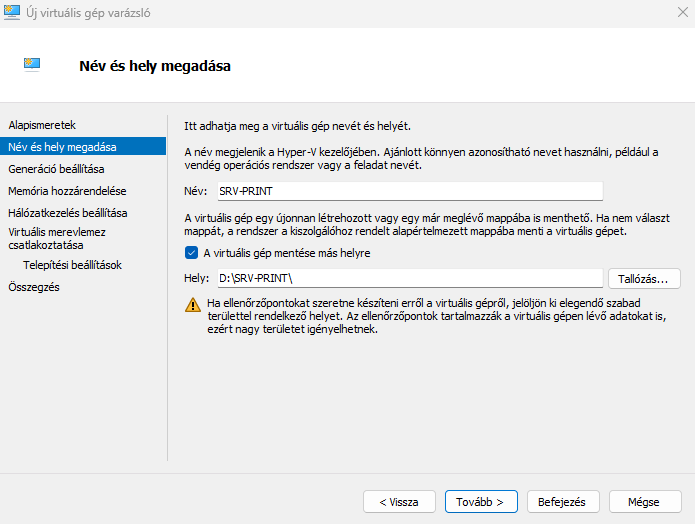 Új virtuális gép varázsló
Név és hely megadása
Alapismeretek
Név és hely megadása
Generáció beállítása
Memória hozzárendelése
Hálózatkezelés beállítása
Virtuális merevlemez
csatlakoztatása
Telepítési beállítások
Összegzés
Itt adhatja meg a virtuális gép nevét és helyét.
A név megjelenik a Hyper-V kezelőjében. Ajánlott könnyen azonosítható nevet használni, például a
vendég operációs rendszer vagy a feladat nevét.
Név: SRV-PRINT
A virtuális gép egy újonnan létrehozott vagy egy már meglévő mappába is menthető. Ha nem választ
mappát, a rendszer a kiszolgálóhoz rendelt alapértelmezett mappába menti a virtuális gépet.
A virtuális gép mentése más helyre
Hely: D:\SRV-PRINT\ Tallózás...
Ha ellenőrzőpontokat szeretne készíteni erről a virtuális gépről, jelöljön ki elegendő szabad
területtel rendelkező helyet. Az ellenőrzőpontok tartalmazzák a virtuális gépen lévő adatokat is,
ezért nagy területet igényelhetnek.
< Vissza Tovább > Befejezés Mégse